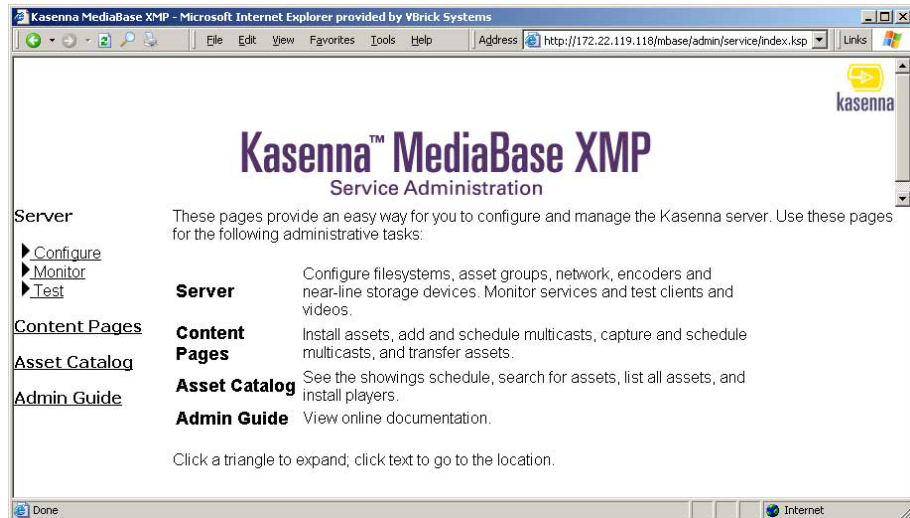 Kasenna MediaBase XMP - Microsoft Internet Explorer provided by VBrick Systems
File Edit View Favorites Tools Help Address http://172.22.119.118/mbase/admin/service/index.ksp Links
kasenna
Kasenna™ MediaBase XMP
Service Administration
Server
Configure
Monitor
Test
Content Pages
Asset Catalog
Admin Guide
These pages provide an easy way for you to configure and manage the Kasenna server. Use these pages
for the following administrative tasks:
Server
Configure filesystems, asset groups, network, encoders and
near-line storage devices. Monitor services and test clients and
videos.
Content
Pages
Install assets, add and schedule multicasts, capture and schedule
multicasts, and transfer assets.
Asset Catalog
See the showings schedule, search for assets, list all assets, and
install players.
Admin Guide
View online documentation.
Click a triangle to expand; click text to go to the location.
Done
Internet